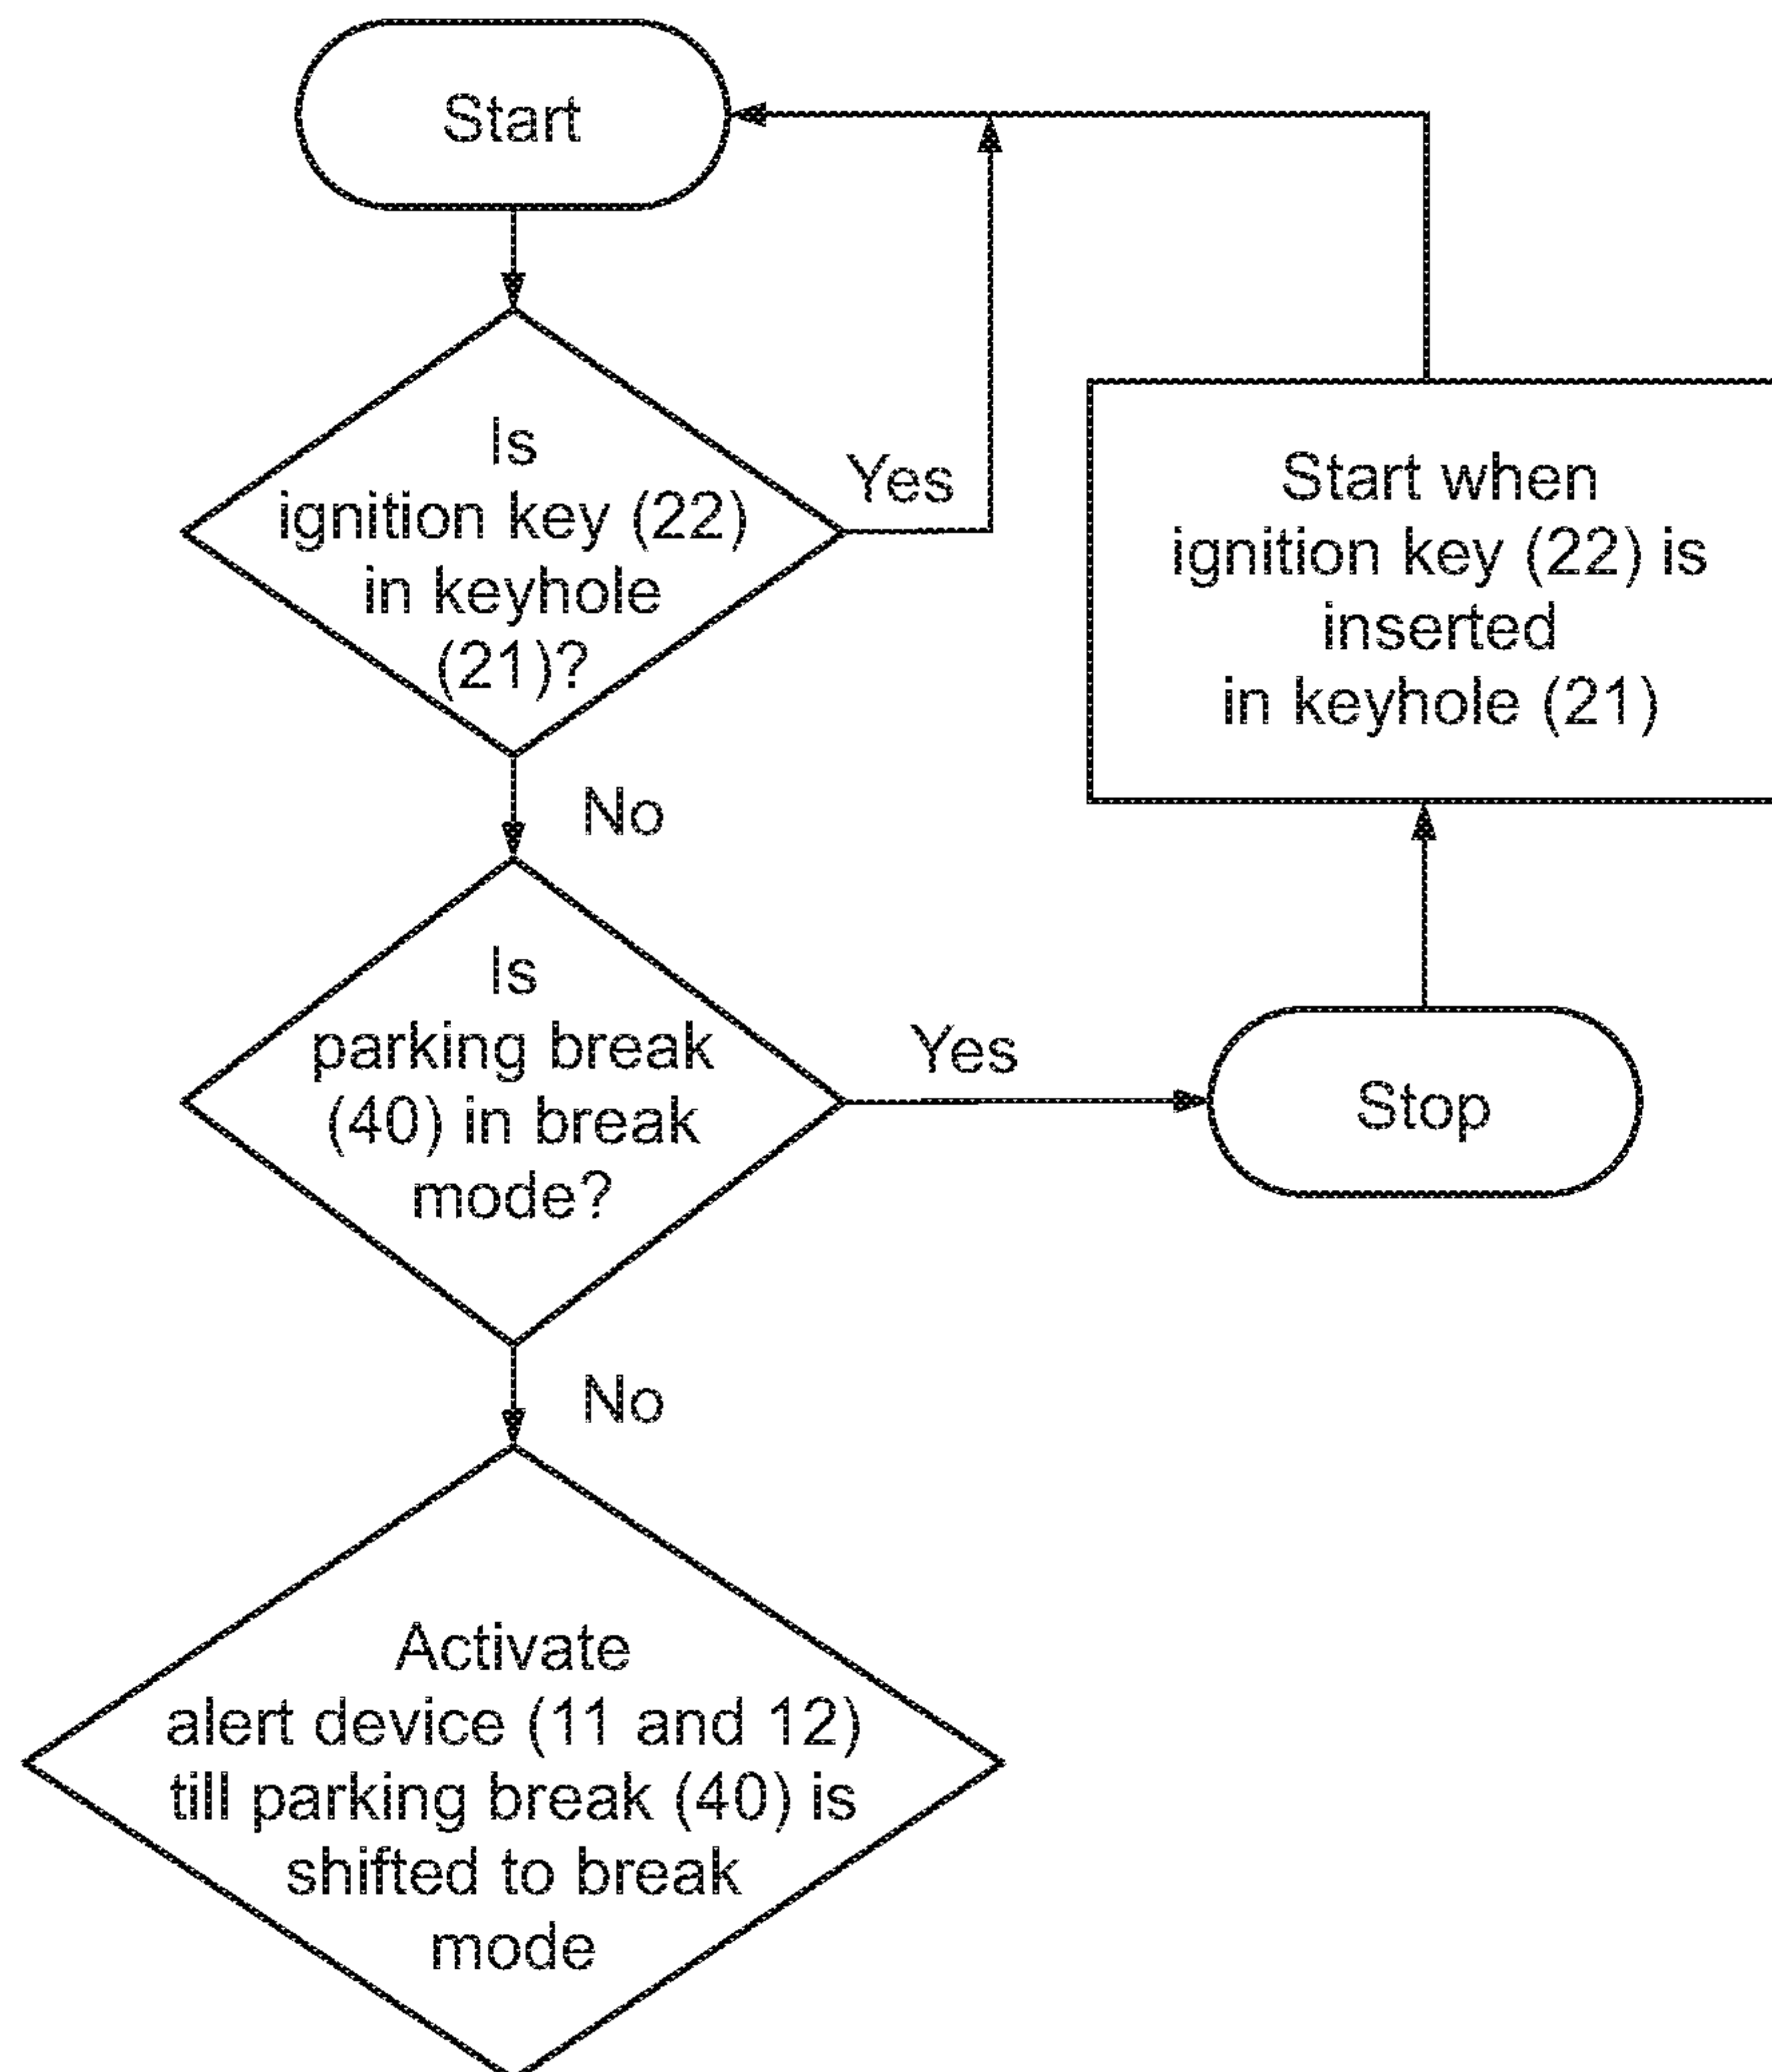 Start
Is
ignition key (22)
in keyhole
(21)?
Yes
Start when
ignition key (22) is
inserted
in keyhole (21)
No
Is
parking break
(40) in break
mode?
Yes
Stop
No
Activate
alert device (11 and 12)
till parking break (40) is
shifted to break
mode